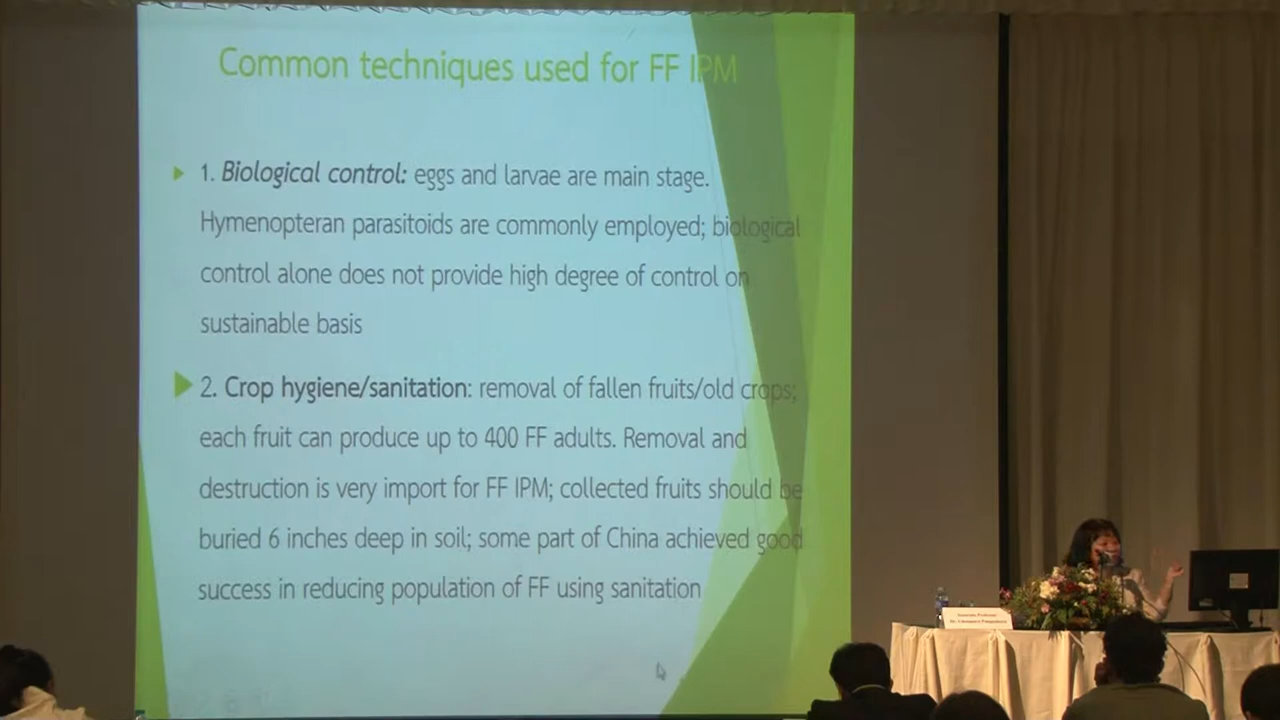 Common techniques used for FF IPM
1. Biological control: eggs and larvae are main stage.
Hymenopteran parasitoids are commonly employed; biological
control alone does not provide high degree of control on
sustainable basis
2. Crop hygiene/sanitation: removal of fallen fruits/old crops;
each fruit can produce up to 400 FF adults. Removal and
destruction is very import for FF IPM; collected fruits should be
buried 6 inches deep in soil; some part of China achieved good
success in reducing population of FF using sanitation
Associate Professor
Dr.